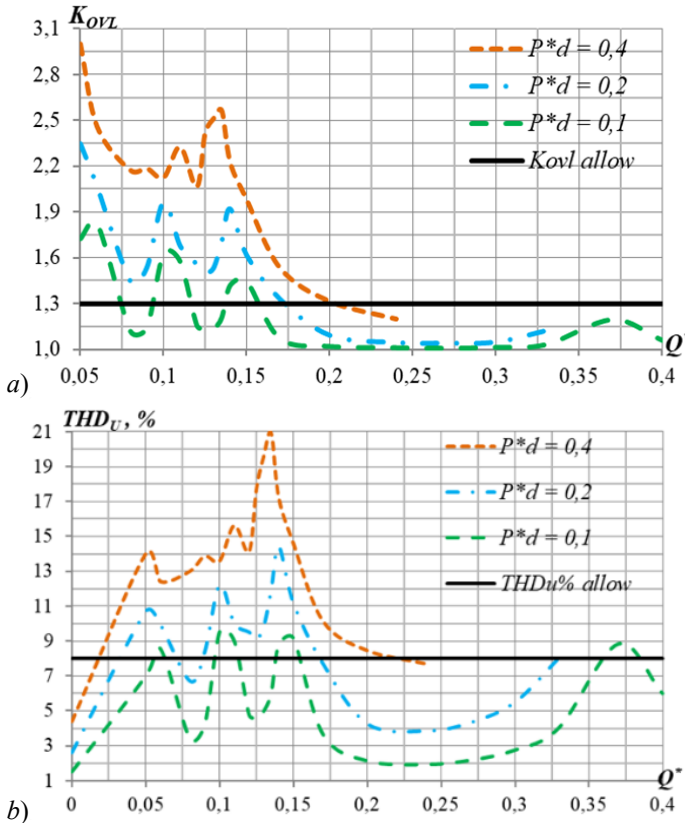 K_OVL
3,1
2,8
2,5
2,2
1,9
1,6
1,3
1,0
P*d = 0,4
P*d = 0,2
P*d = 0,1
Kovl allow
0,05 0,1 0,15 0,2 0,25 0,3 0,35 0,4
Q*
a)
THD_U, %
21
19
17
15
13
11
9
7
5
3
1
P*d = 0,4
P*d = 0,2
P*d = 0,1
THDu% allow
0 0,05 0,1 0,15 0,2 0,25 0,3 0,35 0,4
Q*
b)